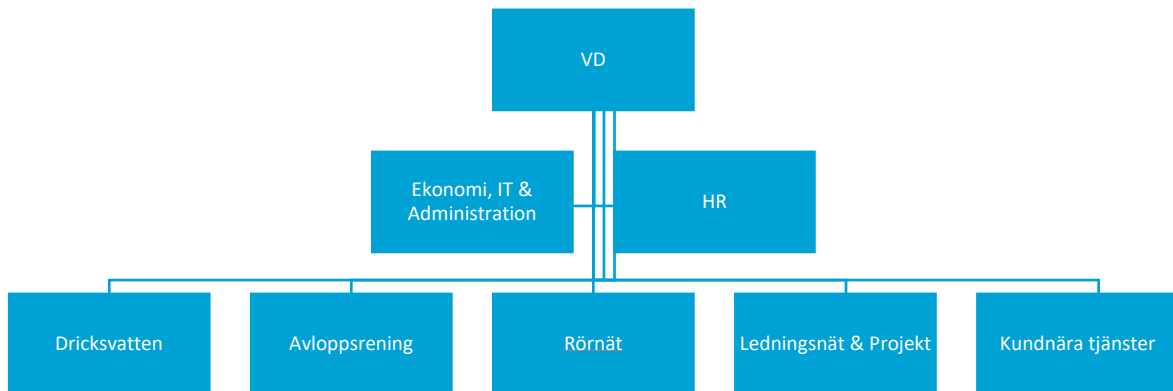 VD
Ekonomi, IT &
Administration
HR
Dricksvatten
Avloppsrening
Rörnät
Ledningsnät & Projekt
Kundnära tjänster